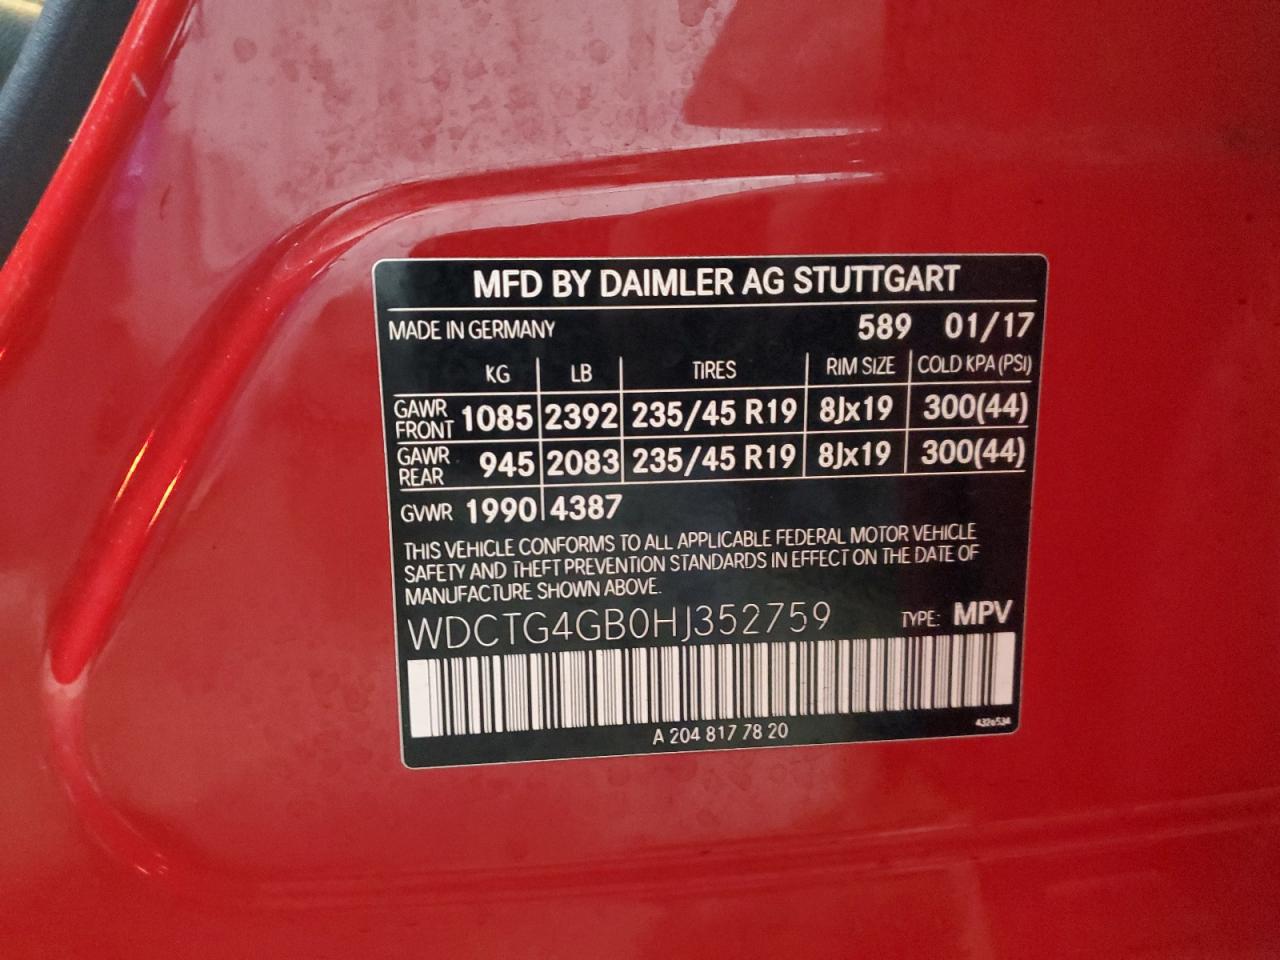 MFD BY DAIMLER AG STUTTGART
MADE IN GERMANY 589 01/17
KG LB TIRES RIM SIZE COLD KPA (PSI)
GAWR FRONT 1085 2392 235/45 R19 8Jx19 300(44)
GAWR REAR 945 2083 235/45 R19 8Jx19 300(44)
GVWR 1990 4387
THIS VEHICLE CONFORMS TO ALL APPLICABLE FEDERAL MOTOR VEHICLE
SAFETY AND THEFT PREVENTION STANDARDS IN EFFECT ON THE DATE OF
MANUFACTURE SHOWN ABOVE.
WDCTG4GB0HJ352759 TYPE: MPV
A 204 817 78 20